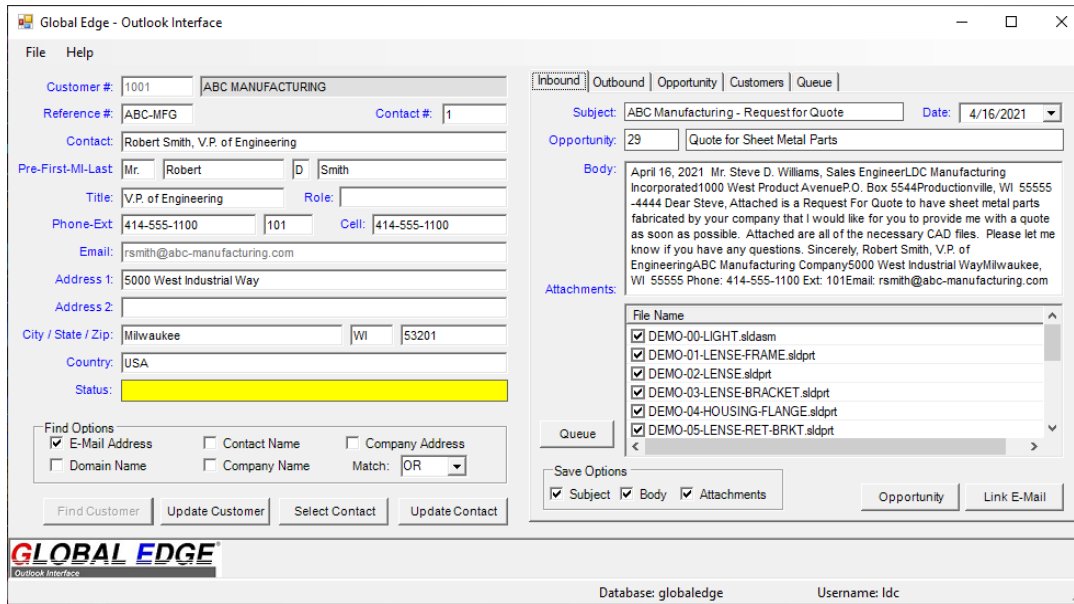 Global Edge - Outlook Interface
File Help
Customer #: 1001 ABC MANUFACTURING
Reference #: ABC-MFG Contact #: 1
Contact: Robert Smith, V.P. of Engineering
Pre-First-MI-Last Mr. Robert D Smith
Title: V.P. of Engineering Role:
Phone-Ext 414-555-1100 101 Cell: 414-555-1100
Email: rsmith@abc-manufacturing.com
Address 1: 5000 West Industrial Way
Address 2:
City / State / Zip: Milwaukee WI 53201
Country: USA
Status:
Find Options
E-Mail Address Contact Name Company Address
Domain Name Company Name Match: OR
Find Customer Update Customer Select Contact Update Contact
Inbound Outbound Opportunity Customers Queue
Subject: ABC Manufacturing - Request for Quote Date: 4/16/2021
Opportunity: 29 Quote for Sheet Metal Parts
Body: April 16, 2021 Mr. Steve D. Williams, Sales EngineerLDC Manufacturing
Incorporated1000 West Product AvenueP.O. Box 5544Productionville, WI 55555
-4444 Dear Steve, Attached is a Request For Quote to have sheet metal parts
fabricated by your company that I would like for you to provide me with a quote
as soon as possible. Attached are all of the necessary CAD files. Please let me
know if you have any questions. Sincerely, Robert Smith, V.P. of
EngineeringABC Manufacturing Company5000 West Industrial WayMilwaukee,
WI 55555 Phone: 414-555-1100 Ext: 101Email: rsmith@abc-manufacturing.com
Attachments:
File Name
DEMO-00-LIGHT.sldasm
DEMO-01-LENSE-FRAME.sldprt
DEMO-02-LENSE.sldprt
DEMO-03-LENSE-BRACKET.sldprt
DEMO-04-HOUSING-FLANGE.sldprt
DEMO-05-LENSE-RET-BRKT.sldprt
Queue
Save Options
Subject Body Attachments
Opportunity Link E-Mail
GLOBAL EDGE
Outlook Interface
Database: globaledge Username: ldc